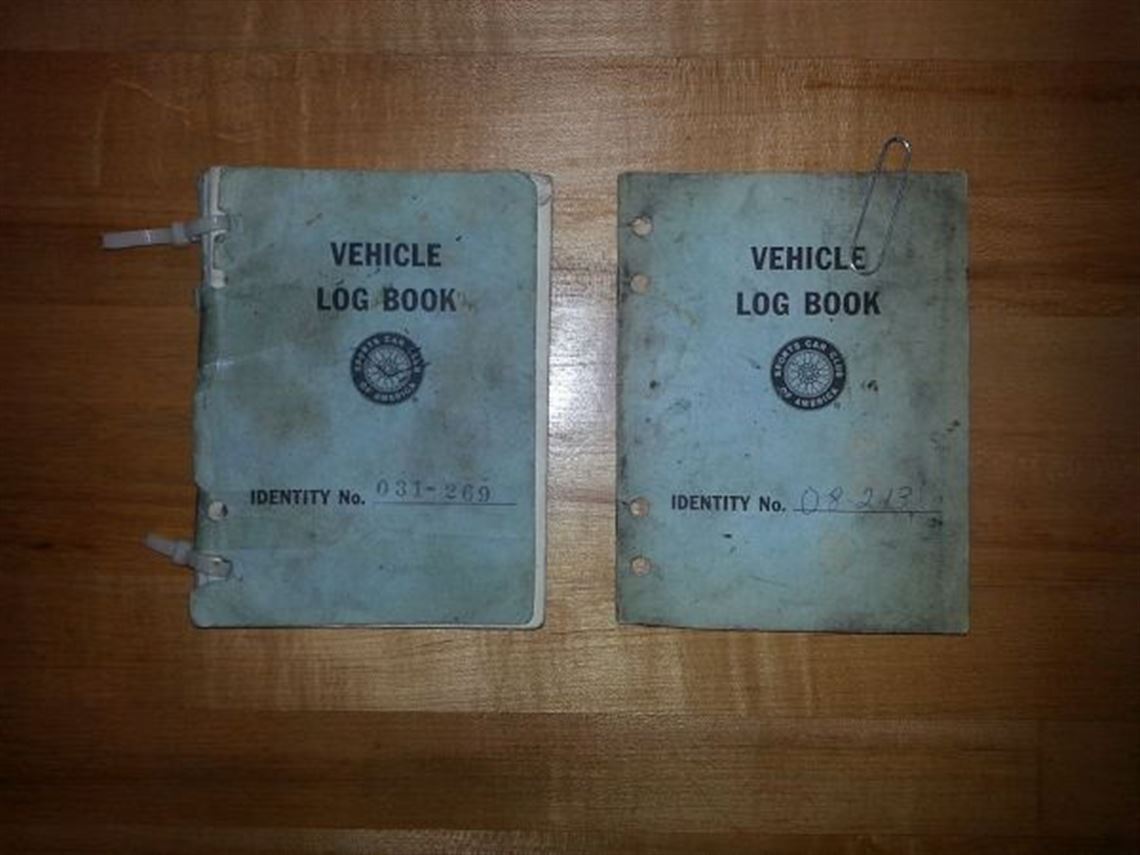 VEHICLE
LOG BOOK
SPORTS CAR CLUB
OF AMERICA
IDENTITY No. 031-269
VEHICLE
LOG BOOK
SPORTS CAR CLUB
OF AMERICA
IDENTITY No.